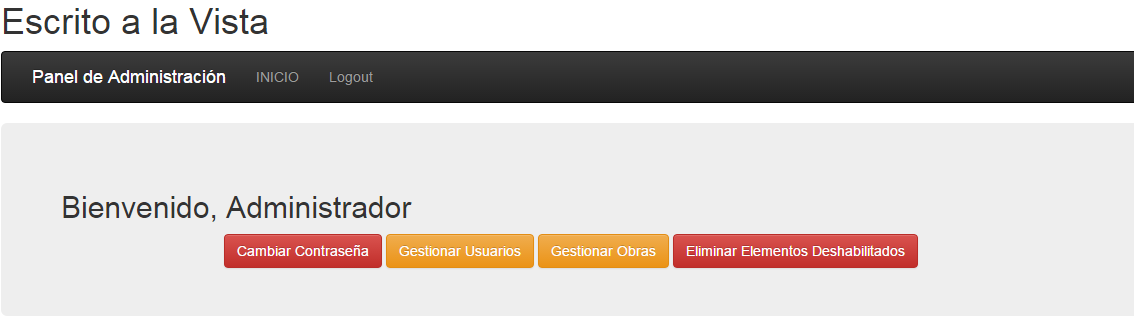 Escrito a la Vista
Panel de Administración INICIO Logout
Bienvenido, Administrador
Cambiar Contraseña Gestionar Usuarios Gestionar Obras Eliminar Elementos Deshabilitados